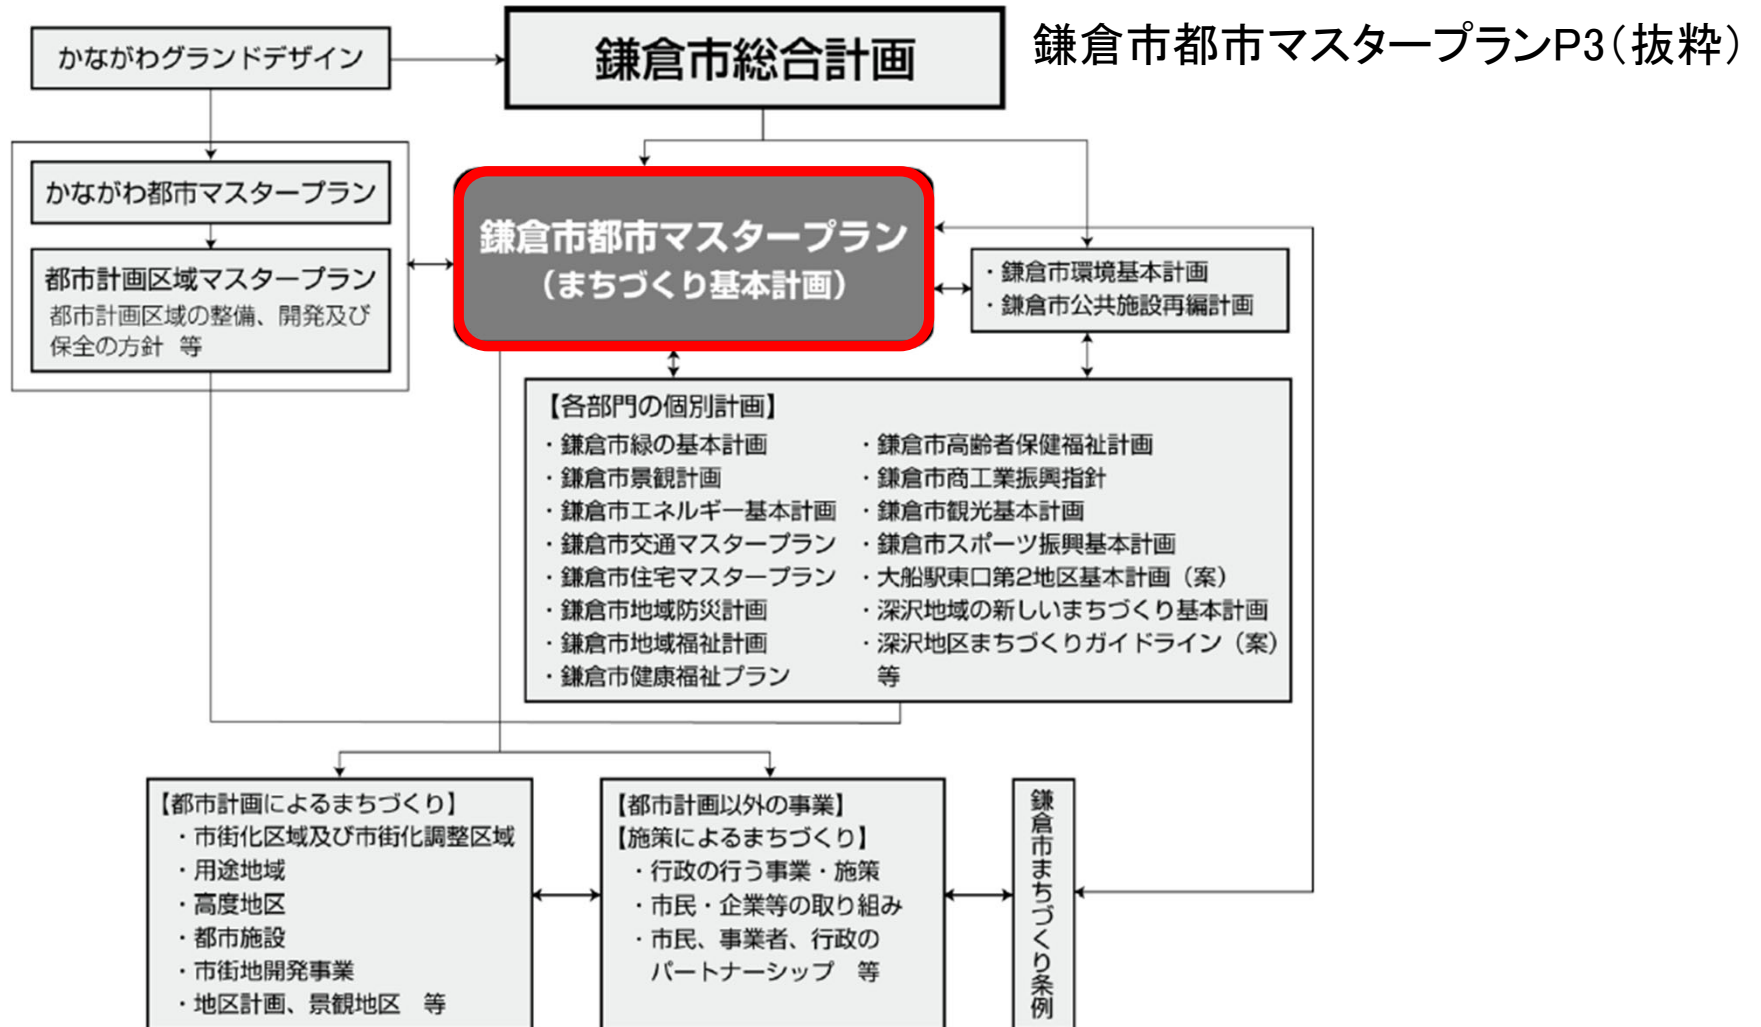 かながわグランドデザイン
鎌倉市総合計画
鎌倉市都市マスタープランP3（抜粋）
かながわ都市マスタープラン
都市計画区域マスタープラン
都市計画区域の整備、開発及び
保全の方針 等
鎌倉市都市マスタープラン
（まちづくり基本計画）
・鎌倉市環境基本計画
・鎌倉市公共施設再編計画
【各部門の個別計画】
・鎌倉市緑の基本計画
・鎌倉市景観計画
・鎌倉市エネルギー基本計画
・鎌倉市交通マスタープラン
・鎌倉市住宅マスタープラン
・鎌倉市地域防災計画
・鎌倉市地域福祉計画
・鎌倉市健康福祉プラン
・鎌倉市高齢者保健福祉計画
・鎌倉市商工業振興指針
・鎌倉市観光基本計画
・鎌倉市スポーツ振興基本計画
・大船駅東口第2地区基本計画（案）
・深沢地域の新しいまちづくり基本計画
・深沢地区まちづくりガイドライン（案）
等
【都市計画によるまちづくり】
・市街化区域及び市街化調整区域
・用途地域
・高度地区
・都市施設
・市街地開発事業
・地区計画、景観地区 等
【都市計画以外の事業】
【施策によるまちづくり】
・行政の行う事業・施策
・市民・企業等の取り組み
・市民、事業者、行政の
パートナーシップ 等
鎌倉市まちづくり条例